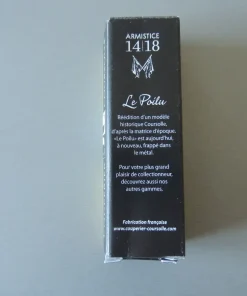 ARMISTICE
14|18
Le Poilu
Réédition d'un modèle
historique Coursolle,
d'après la matrice d'époque.
«Le Poilu» est aujourd'hui,
à nouveau, frappé dans
le métal.
Pour votre plus grand
plaisir de collectionneur,
découvrez aussi nos
autres gammes.
Fabrication française
www.souperier-coursolle.com